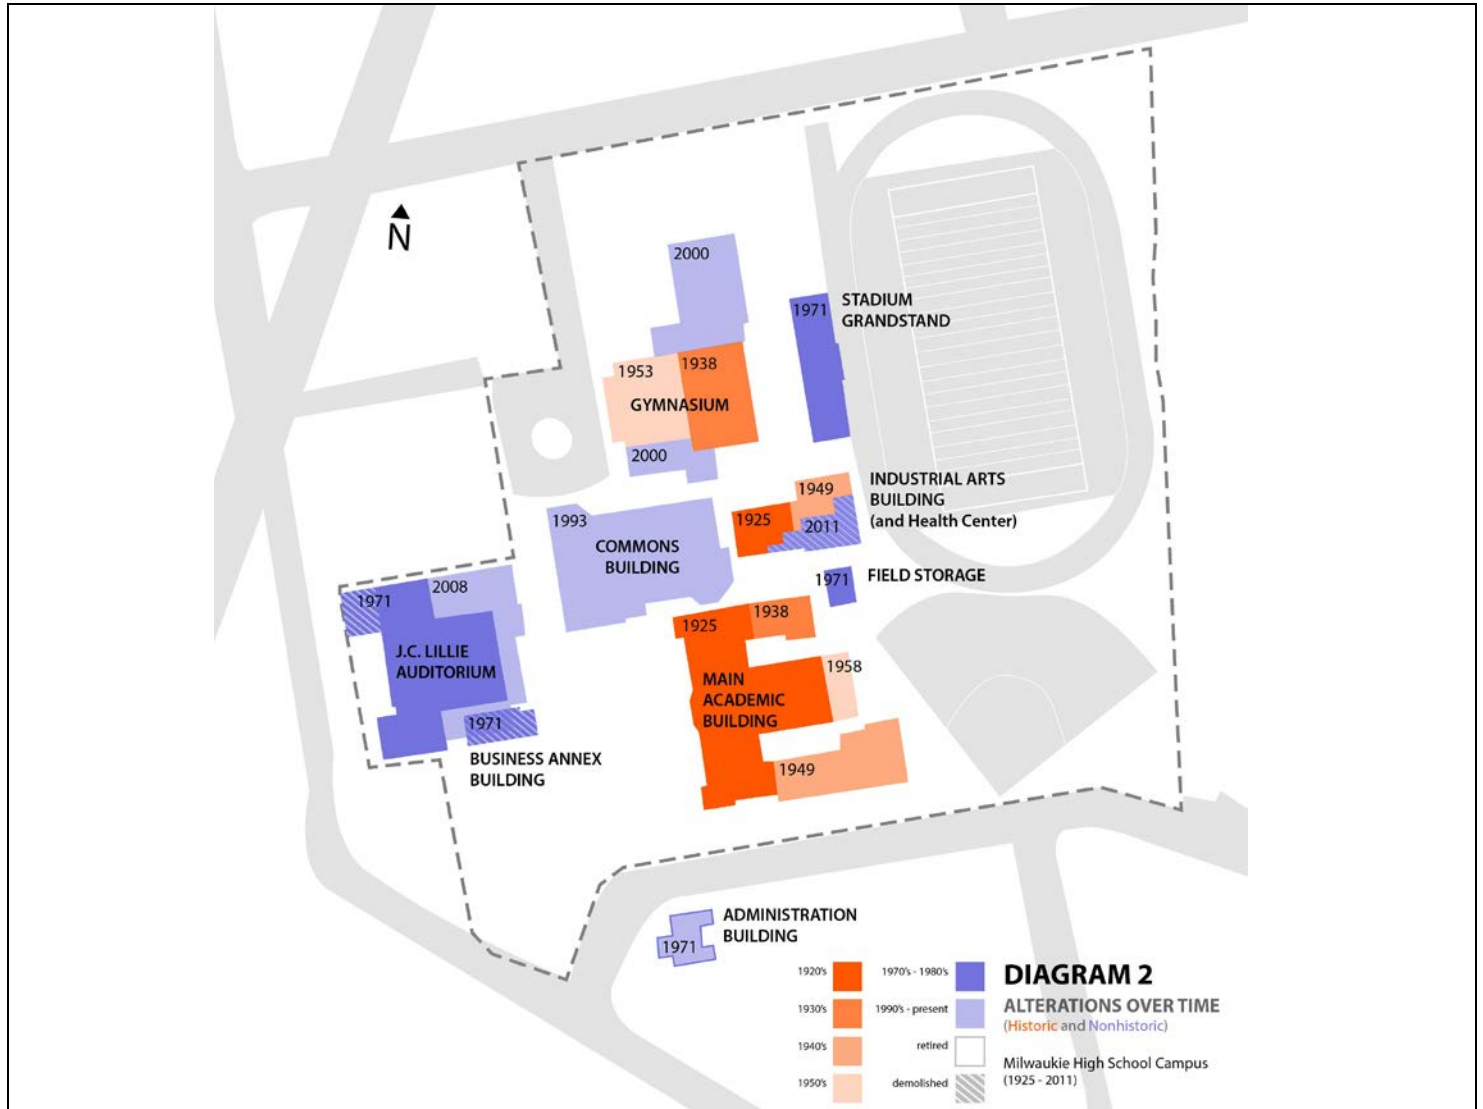 N
2000
1971
STADIUM
GRANDSTAND
1953
1938
GYMNASIUM
2000
1949
INDUSTRIAL ARTS
BUILDING
(and Health Center)
1993
1925
2011
COMMONS
BUILDING
1971
FIELD STORAGE
1971
2008
J.C. LILLIE
AUDITORIUM
1925
1938
1958
MAIN
ACADEMIC
BUILDING
1971
BUSINESS ANNEX
BUILDING
1949
ADMINISTRATION
BUILDING
1971
1920's
1930's
1940's
1950's
1970's - 1980's
1990's - present
retired
demolished
DIAGRAM 2
ALTERATIONS OVER TIME
(Historic and Nonhistoric)
Milwaukie High School Campus
(1925 - 2011)